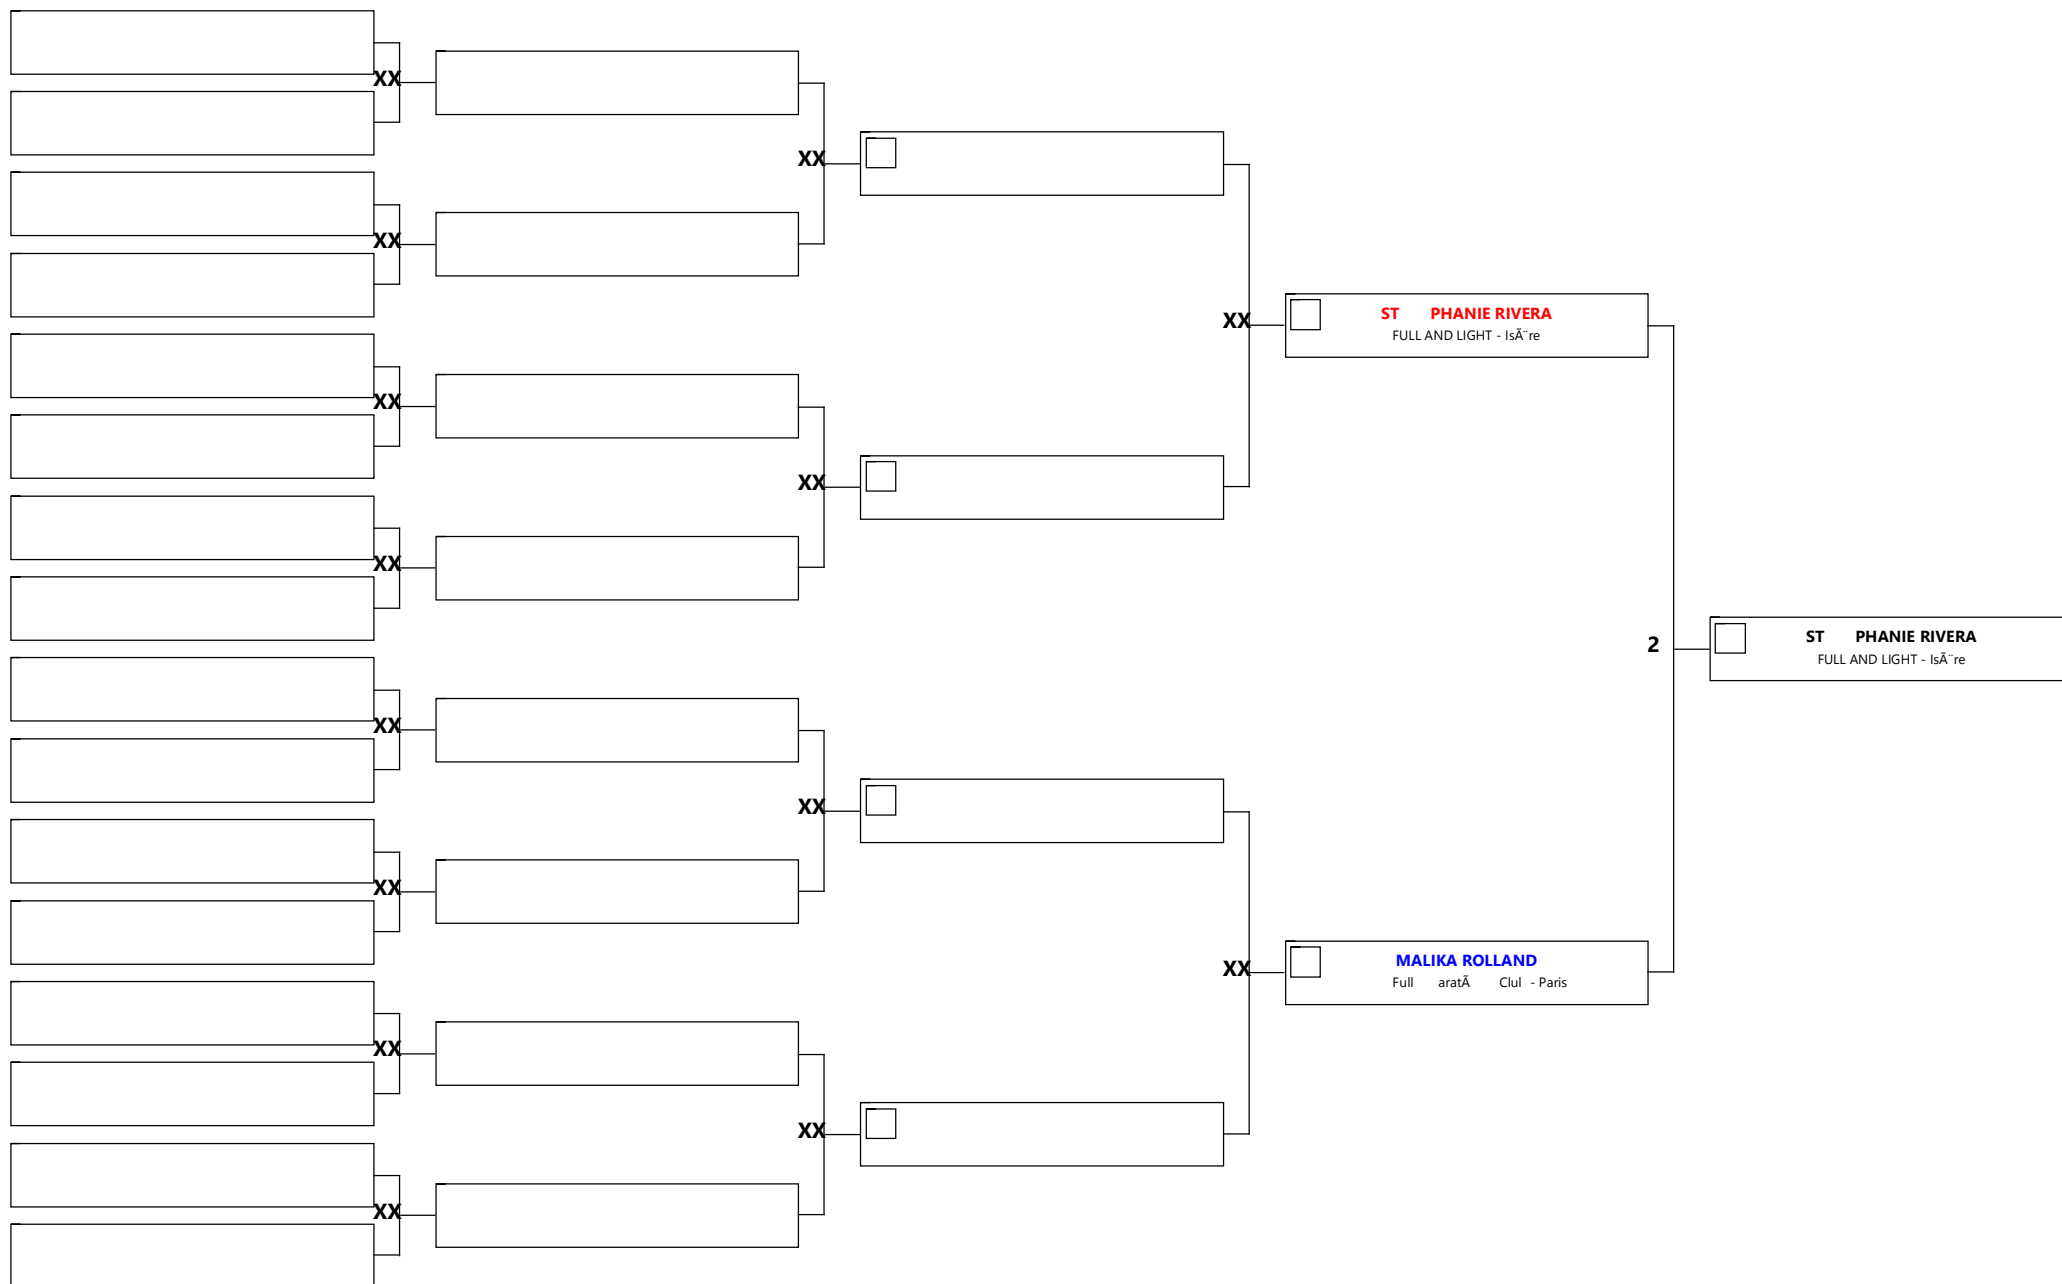 XX
XX
XX
XX
XX
XX
XX
XX
XX
XX
XX
XX
XX
XX
ST PHANIE RIVERA
FULL AND LIGHT - IsÃ¨re
MALIKA ROLLAND
Full aratÃ Clul - Paris
2
ST PHANIE RIVERA
FULL AND LIGHT - IsÃ¨re